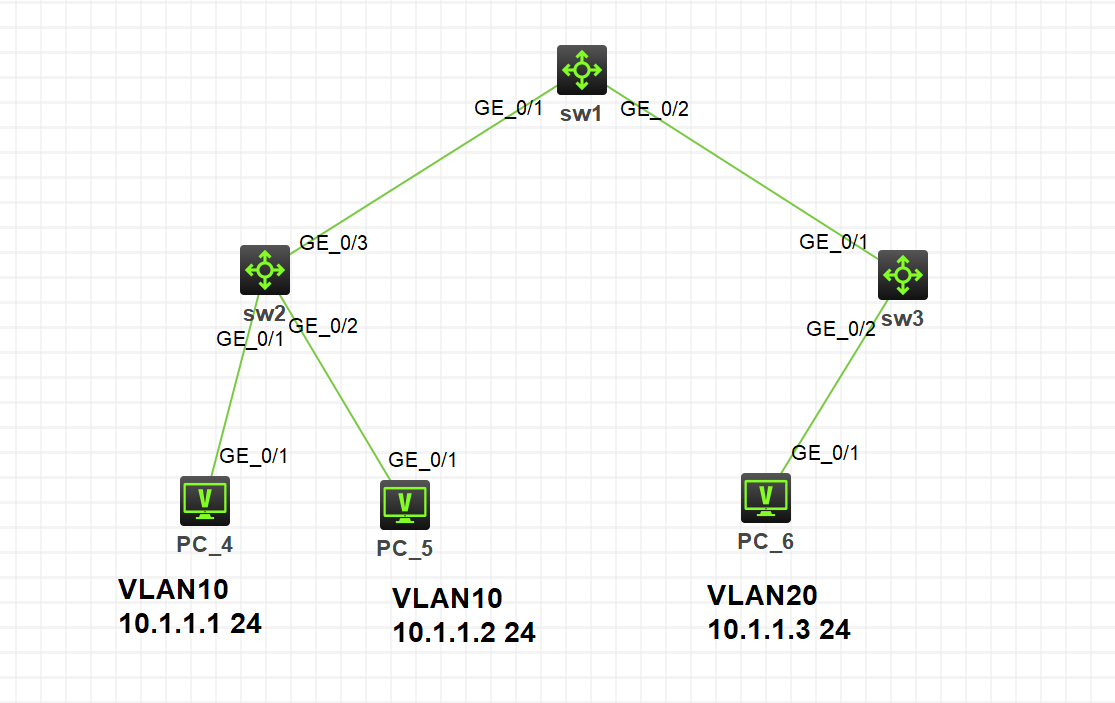 GE_0/1
sw1
GE_0/2
GE_0/3
GE_0/1
sw2
GE_0/2
GE_0/1
sw3
GE_0/2
GE_0/1
GE_0/1
GE_0/1
PC_4
PC_5
PC_6
VLAN10
10.1.1.1 24
VLAN10
10.1.1.2 24
VLAN20
10.1.1.3 24